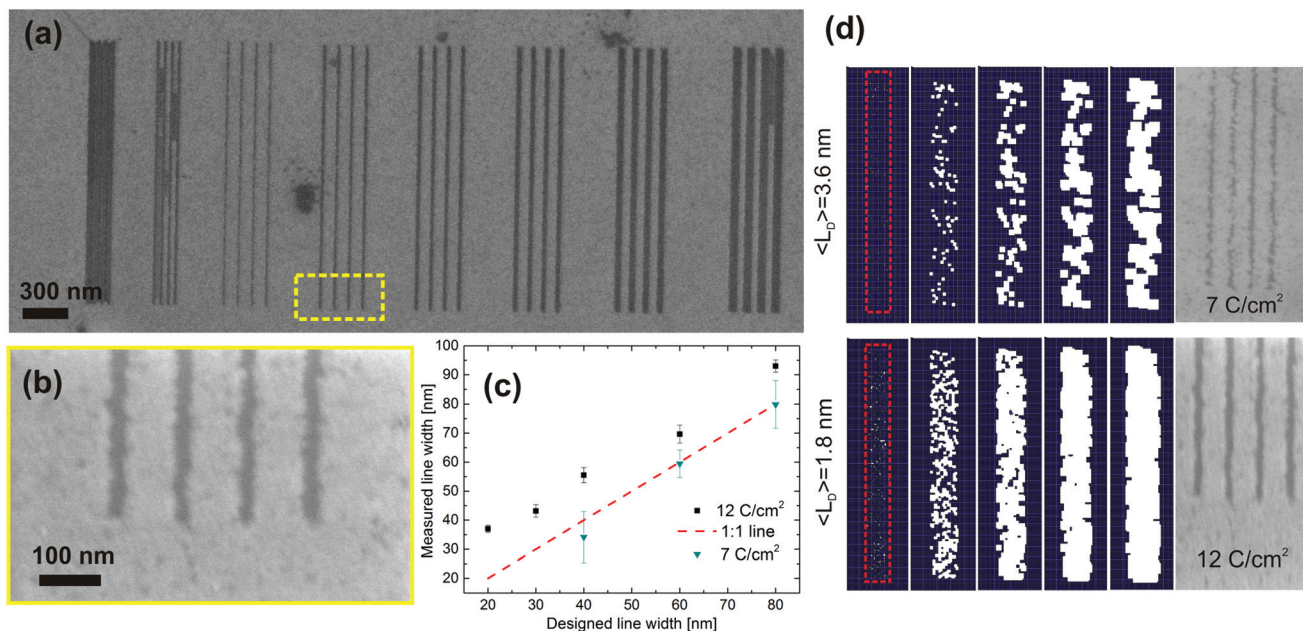 (a)
300 nm
(b)
100 nm
(c)
Measured line width [nm]
100
90
80
70
60
50
40
30
20
12 C/cm²
1:1 line
7 C/cm²
20 30 40 50 60 70 80
Designed line width [nm]
(d)
<L_D>=3.6 nm
7 C/cm²
<L_D>=1.8 nm
12 C/cm²